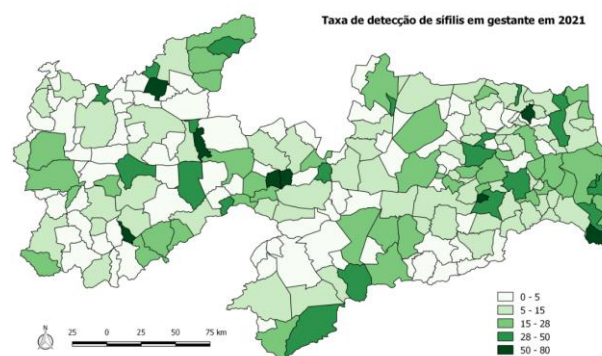 Taxa de detecção de sífilis em gestante em 2021
0 - 5
5 - 15
15 - 28
28 - 50
50 - 80
N
25 0 25 50 75 km